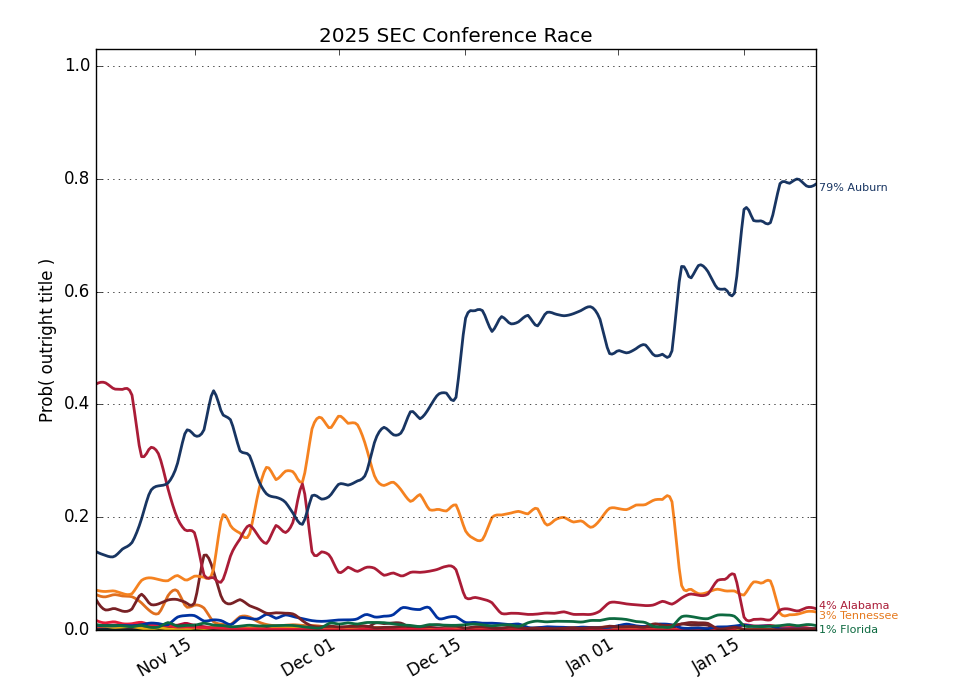 2025 SEC Conference Race
Prob( outright title )
1.0
0.8
0.6
0.4
0.2
0.0
79% Auburn
4% Alabama
3% Tennessee
1% Florida
Nov 15
Dec 01
Dec 15
Jan 01
Jan 15